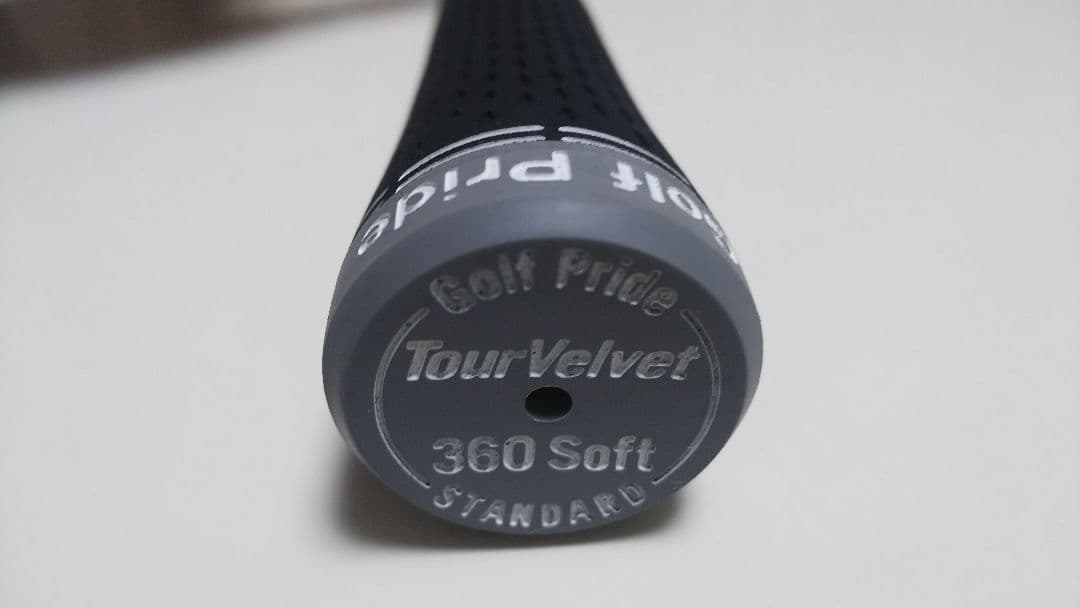 Golf Pride
Golf Pride
TourVelvet
360 Soft
STANDARD